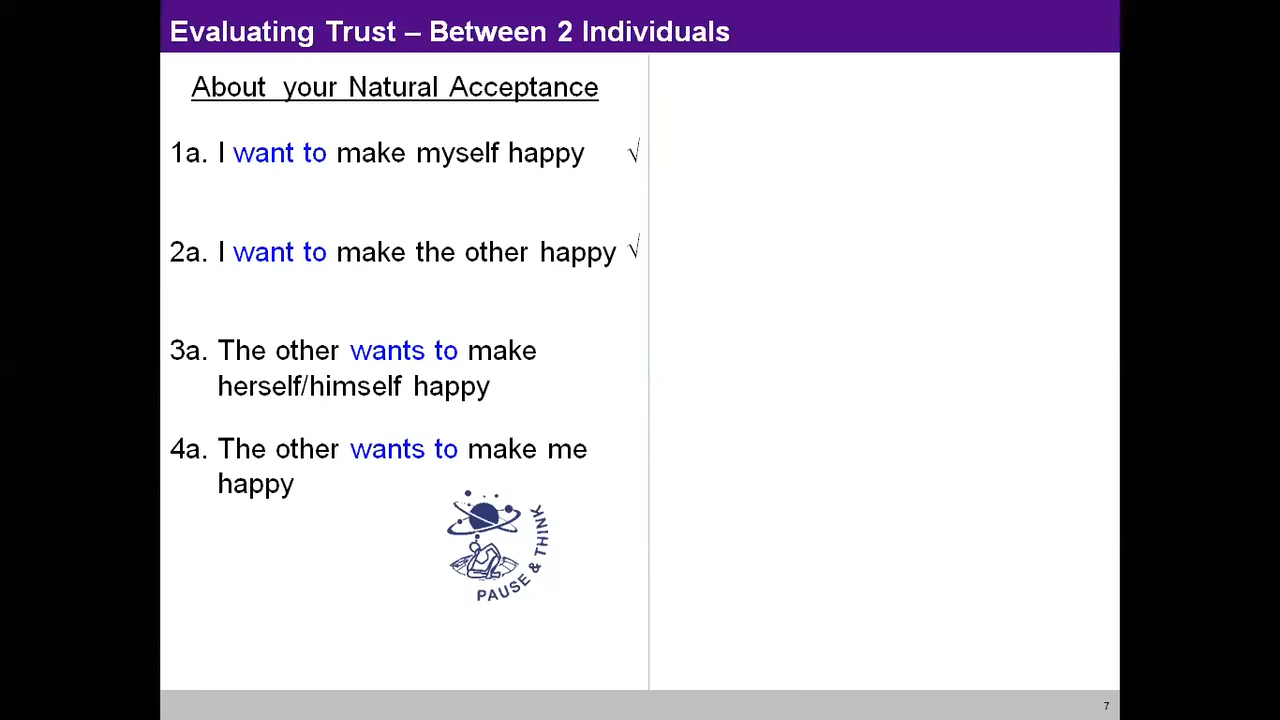 Evaluating Trust – Between 2 Individuals
About your Natural Acceptance
1a. I want to make myself happy √
2a. I want to make the other happy √
3a. The other wants to make
herself/himself happy
4a. The other wants to make me
happy
PAUSE & THINK
7